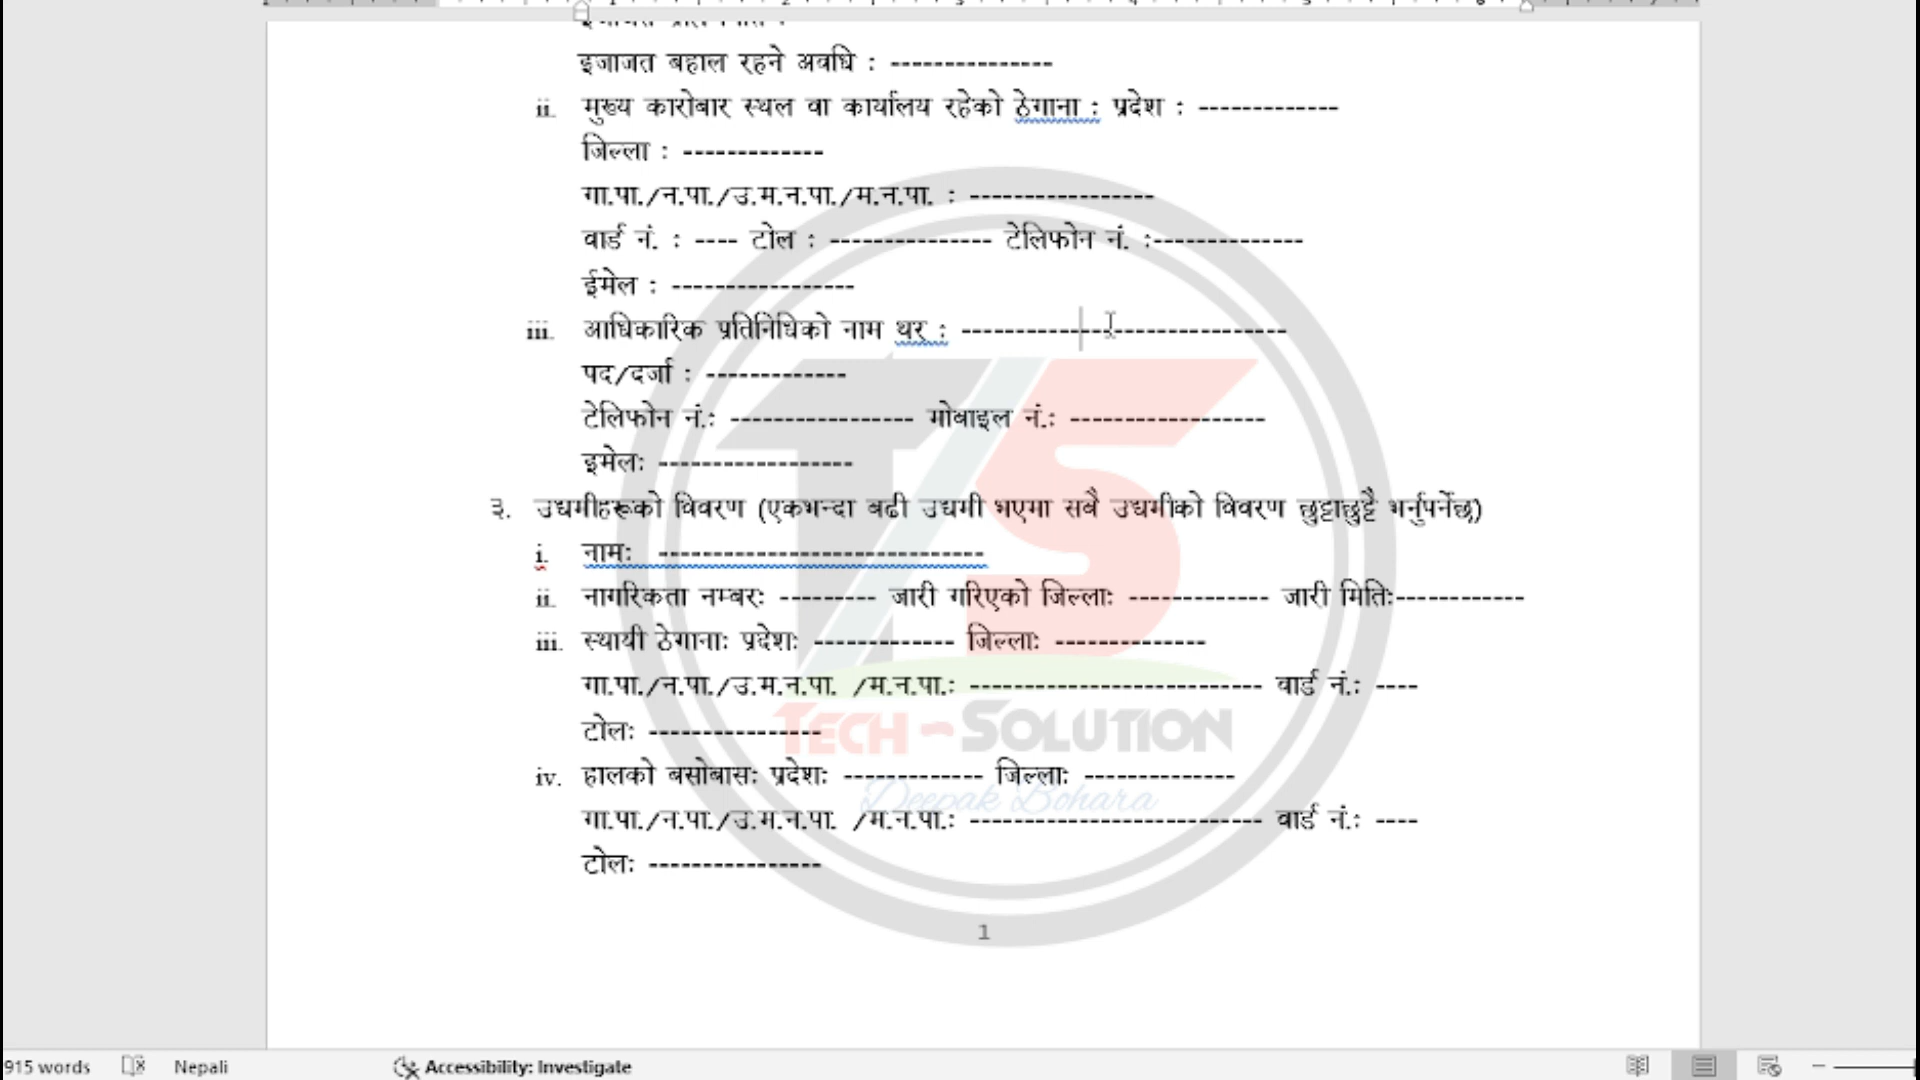 इजाजत बहाल रहने अवधि : ---------------
ii. मुख्य कारोबार स्थल वा कार्यालय रहेको ठेगाना : प्रदेश : -------------
जिल्ला : -------------
गा.पा./न.पा./उ.म.न.पा./म.न.पा. : -----------------
वार्ड नं. : ---- टोल : --------------- टेलिफोन नं. :--------------
ईमेल : -----------------
iii. आधिकारिक प्रतिनिधिको नाम थर् : ------------------------------
पद/दर्जा : -------------
टेलिफोन नं.: ----------------- मोबाइल नं.: ------------------
इमेल: ------------------
३. उद्यमीहरूको विवरण (एकभन्दा बढी उद्यमी भएमा सबै उद्यमीको विवरण छुट्टाछुट्टै भर्नुपर्नेछ)
i. नाम: ------------------------------
ii. नागरिकता नम्बर: --------- जारी गरिएको जिल्ला: ------------- जारी मिति:------------
iii. स्थायी ठेगाना: प्रदेश: ------------- जिल्ला: --------------
गा.पा./न.पा./उ.म.न.पा. /म.न.पा.: --------------------------- वार्ड नं.: ----
टोल: ----------------
iv. हालको बसोबास: प्रदेश: ------------- जिल्ला: --------------
गा.पा./न.पा./उ.म.न.पा. /म.न.पा.: --------------------------- वार्ड नं.: ----
टोल: ----------------
TS
TECH-SOLUTION
Deepak Bohara
1
915 words Nepali Accessibility: Investigate